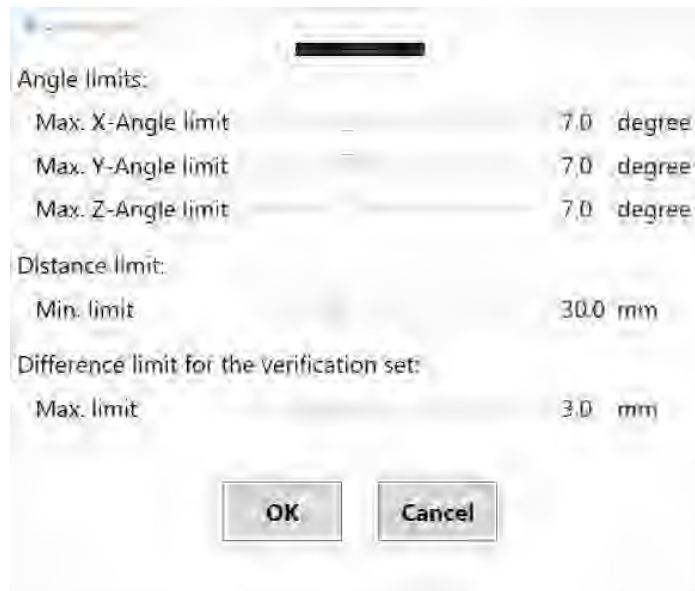 Angle limits:
Max. X-Angle limit 7.0 degree
Max. Y-Angle limit 7.0 degree
Max. Z-Angle limit 7.0 degree
Distance limit:
Min. limit 30.0 mm
Difference limit for the verification set:
Max. limit 3.0 mm
OK Cancel